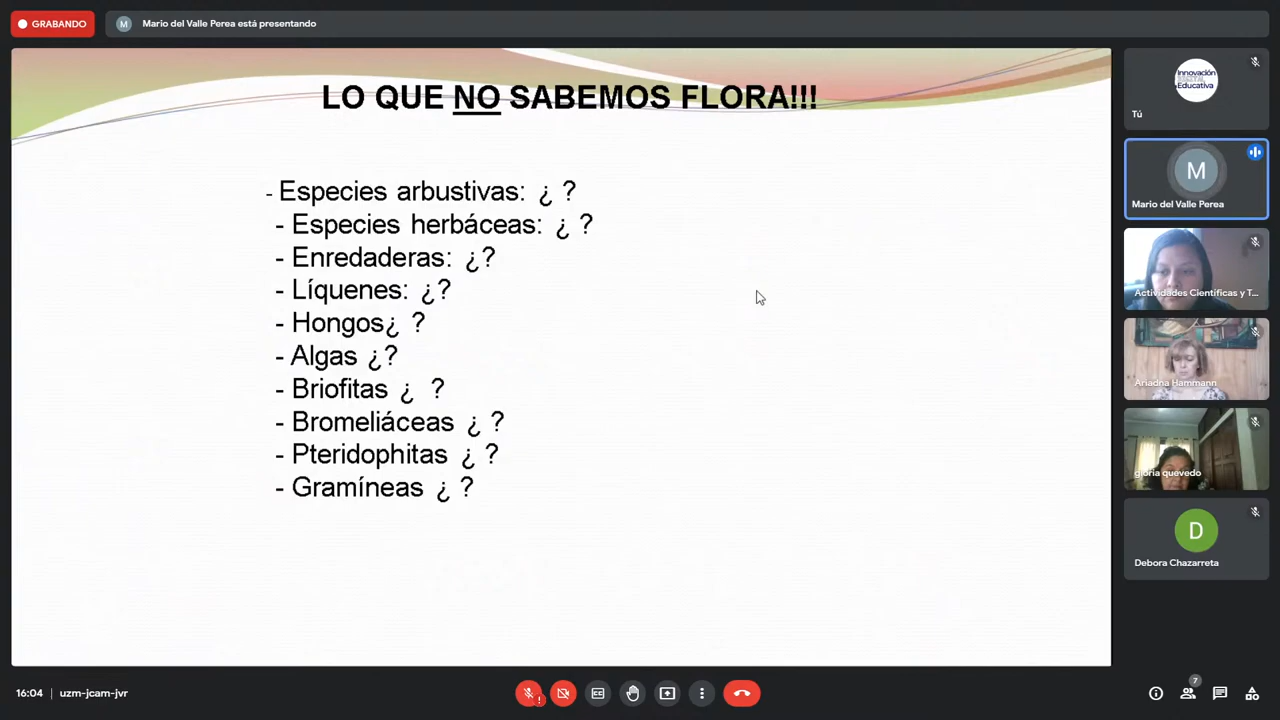 GRABANDO
M
Mario del Valle Perea está presentando
LO QUE NO SABEMOS FLORA!!!
- Especies arbustivas: ¿ ?
- Especies herbáceas: ¿ ?
- Enredaderas: ¿?
- Líquenes: ¿?
- Hongos¿ ?
- Algas ¿?
- Briofitas ¿ ?
- Bromeliáceas ¿ ?
- Pteridophitas ¿ ?
- Gramíneas ¿ ?
Innovación
DIGITAL
Educativa
Tú
M
Mario del Valle Perea
Actividades Científicas y T...
Ariadna Hammann
gloria quevedo
D
Debora Chazarreta
16:04 | uzm-jcam-jvr
7